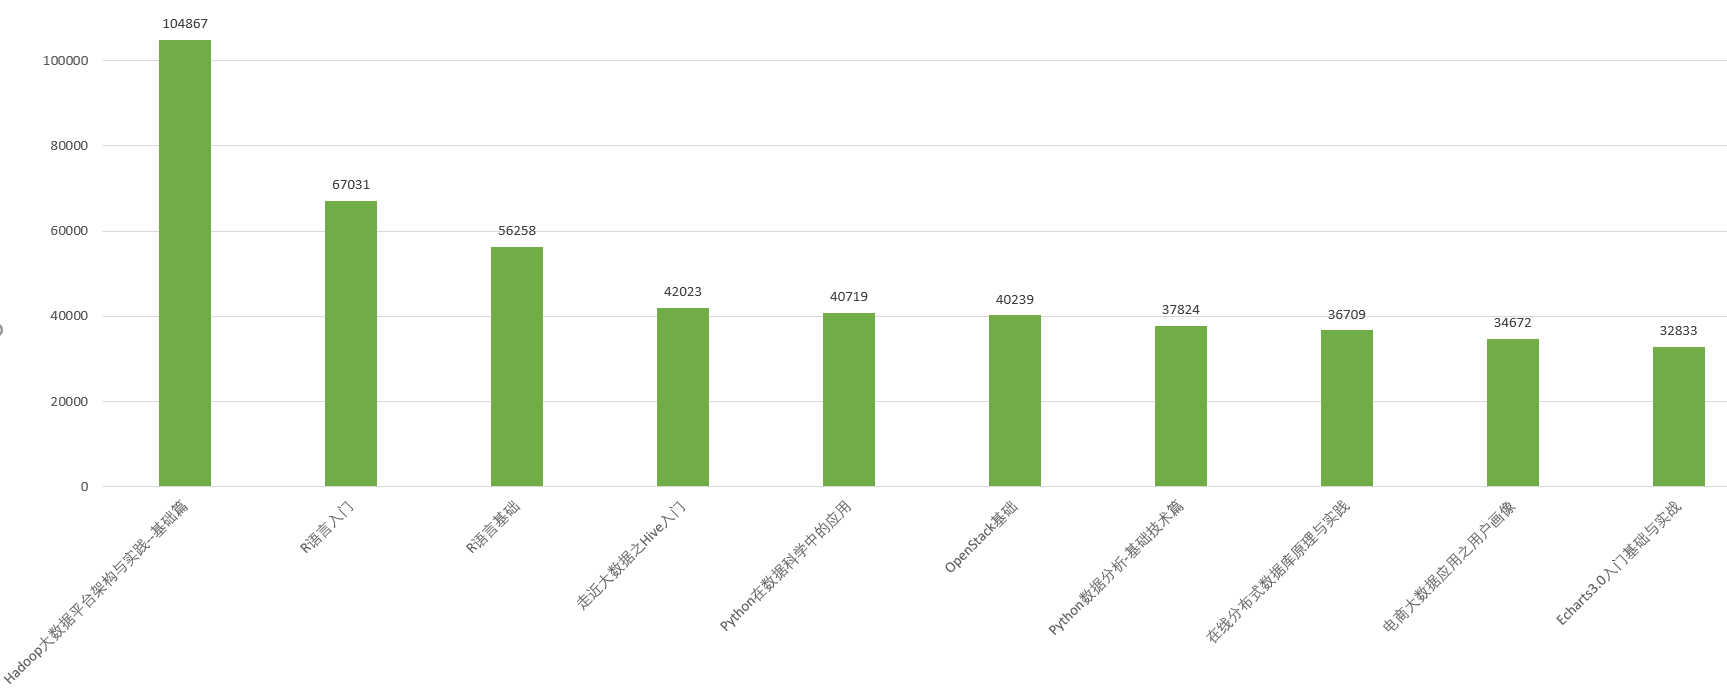 104867
100000
80000
67031
60000
56258
42023
40719
40239
40000
37824
36709
34672
32833
20000
0
Hadoop大数据平台架构与实践--基础篇
R语言入门
R语言基础
走近大数据之Hive入门
Python在数据科学中的应用
OpenStack基础
Python数据分析-基础技术篇
在线分布式数据库原理与实践
电商大数据应用之用户画像
Echarts3.0入门基础与实战